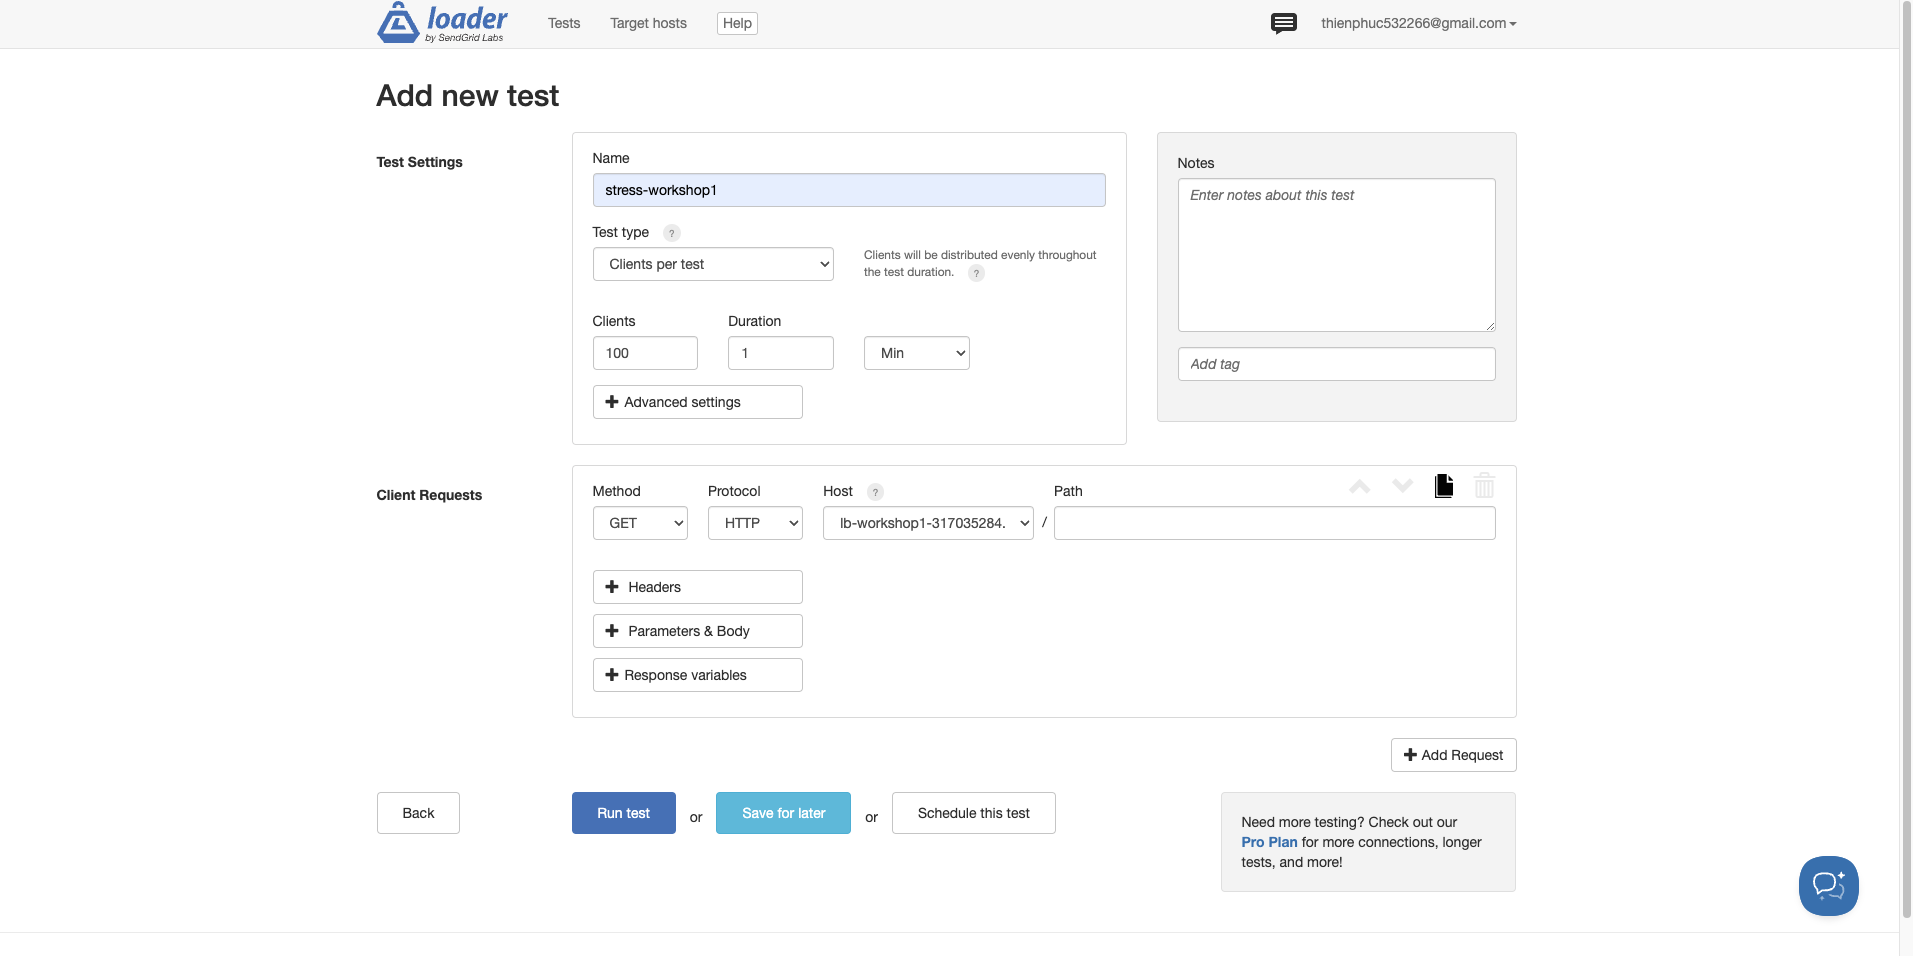 loader
by SendGrid Labs
Tests
Target hosts
Help
thienphuc532266@gmail.com
Add new test
Test Settings
Name
stress-workshop1
Test type ?
Clients per test
Clients will be distributed evenly throughout
the test duration. ?
Clients
Duration
100
1
Min
Advanced settings
Notes
Enter notes about this test
Add tag
Client Requests
Method
Protocol
Host ?
Path
GET
HTTP
lb-workshop1-317035284.
/
Headers
Parameters & Body
Response variables
Add Request
Back
Run test
or
Save for later
or
Schedule this test
Need more testing? Check out our
Pro Plan for more connections, longer
tests, and more!